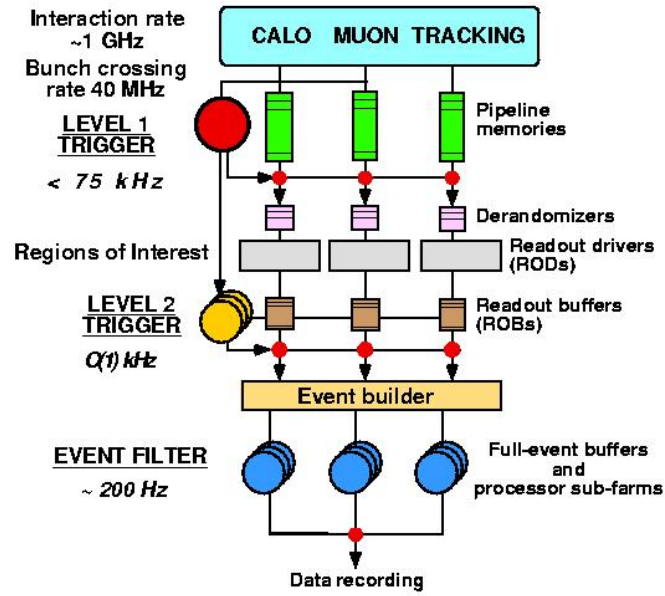 Interaction rate
~1 GHz
CALO MUON TRACKING
Bunch crossing
rate 40 MHz
Pipeline
memories
LEVEL 1
TRIGGER
< 75 kHz
Derandomizers
Regions of Interest
Readout drivers
(RODs)
LEVEL 2
TRIGGER
O(1) kHz
Readout buffers
(ROBs)
Event builder
EVENT FILTER
~ 200 Hz
Full-event buffers
and
processor sub-farms
Data recording